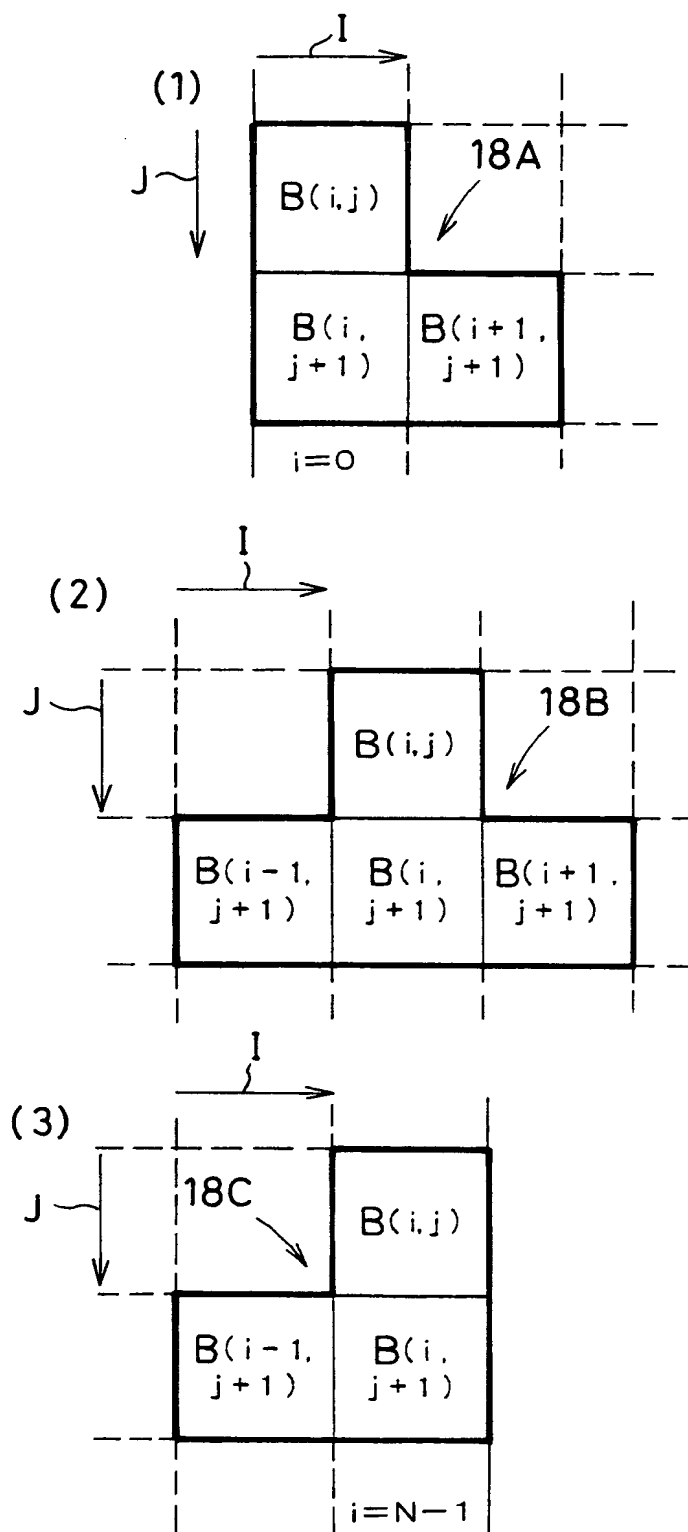 I
(1)
J
18A
B(i,j)
B(i,
j+1)
B(i+1,
j+1)
i=0
I
(2)
J
18B
B(i,j)
B(i-1,
j+1)
B(i,
j+1)
B(i+1,
j+1)
I
(3)
J
18C
B(i,j)
B(i-1,
j+1)
B(i,
j+1)
i=N-1